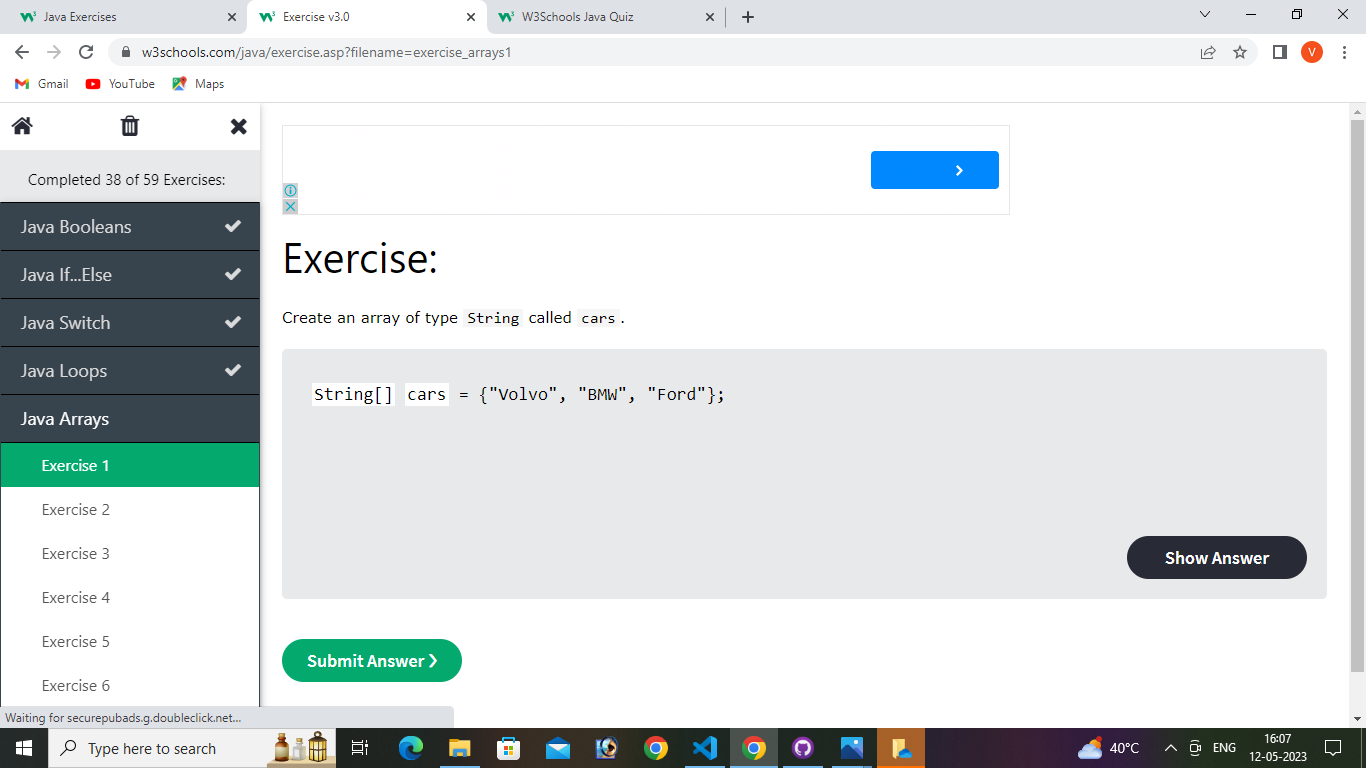 Java Exercises
Exercise v3.0
W3Schools Java Quiz
w3schools.com/java/exercise.asp?filename=exercise_arrays1
V
Gmail
YouTube
Maps
Completed 38 of 59 Exercises:
Java Booleans
Java If...Else
Java Switch
Java Loops
Java Arrays
Exercise 1
Exercise 2
Exercise 3
Exercise 4
Exercise 5
Exercise 6
Exercise:
Create an array of type String called cars.
String[] cars = {"Volvo", "BMW", "Ford"};
Show Answer
Submit Answer ❯
Waiting for securepubads.g.doubleclick.net...
Type here to search
40°C
ENG
16:07
12-05-2023